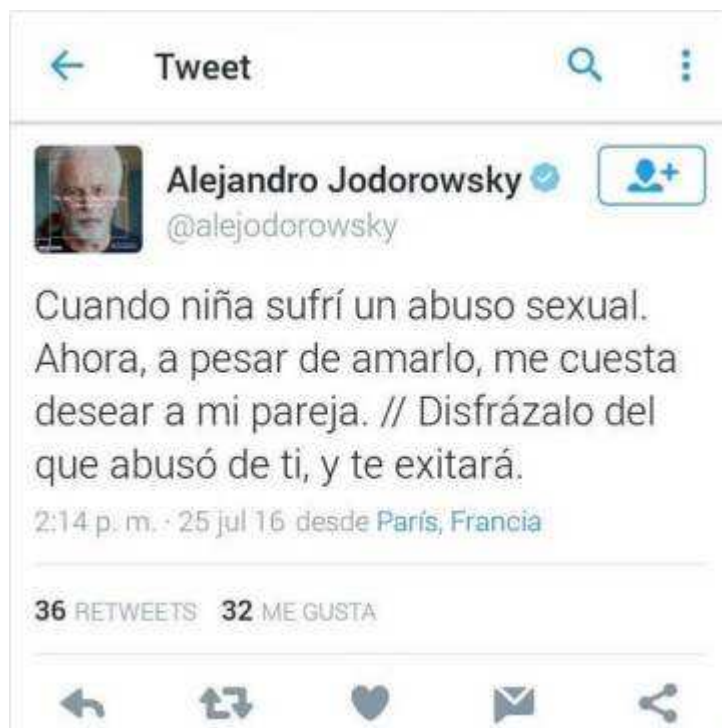 Tweet
Alejandro Jodorowsky
@alejodorowsky
Cuando niña sufrí un abuso sexual.
Ahora, a pesar de amarlo, me cuesta
desear a mi pareja. // Disfrázalo del
que abusó de ti, y te exitará.
2:14 p. m. · 25 jul 16 desde París, Francia
36 RETWEETS 32 ME GUSTA